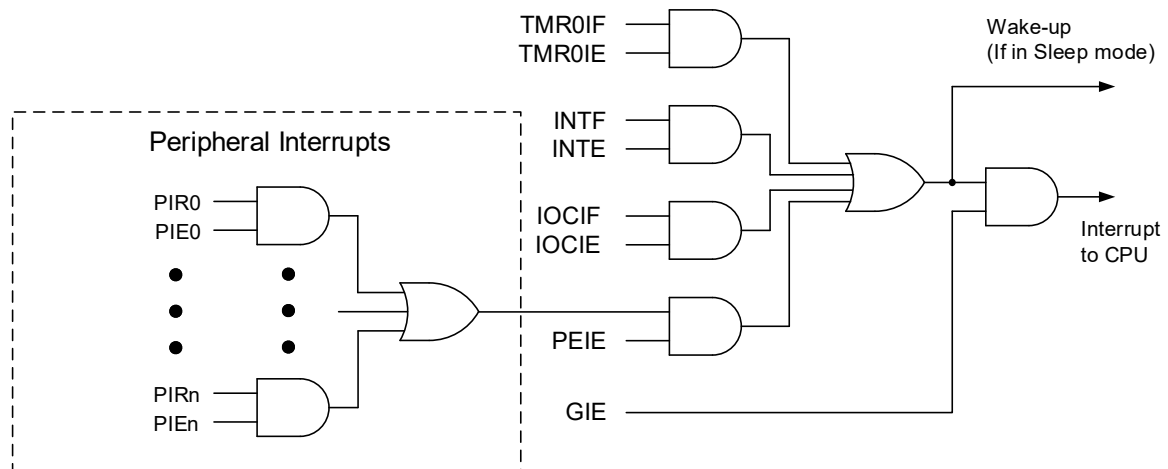 TMR0IF
TMR0IE
Wake-up
(If in Sleep mode)
Peripheral Interrupts
INTF
INTE
PIR0
PIE0
IOCIF
IOCIE
Interrupt
to CPU
PEIE
PIRn
PIEn
GIE